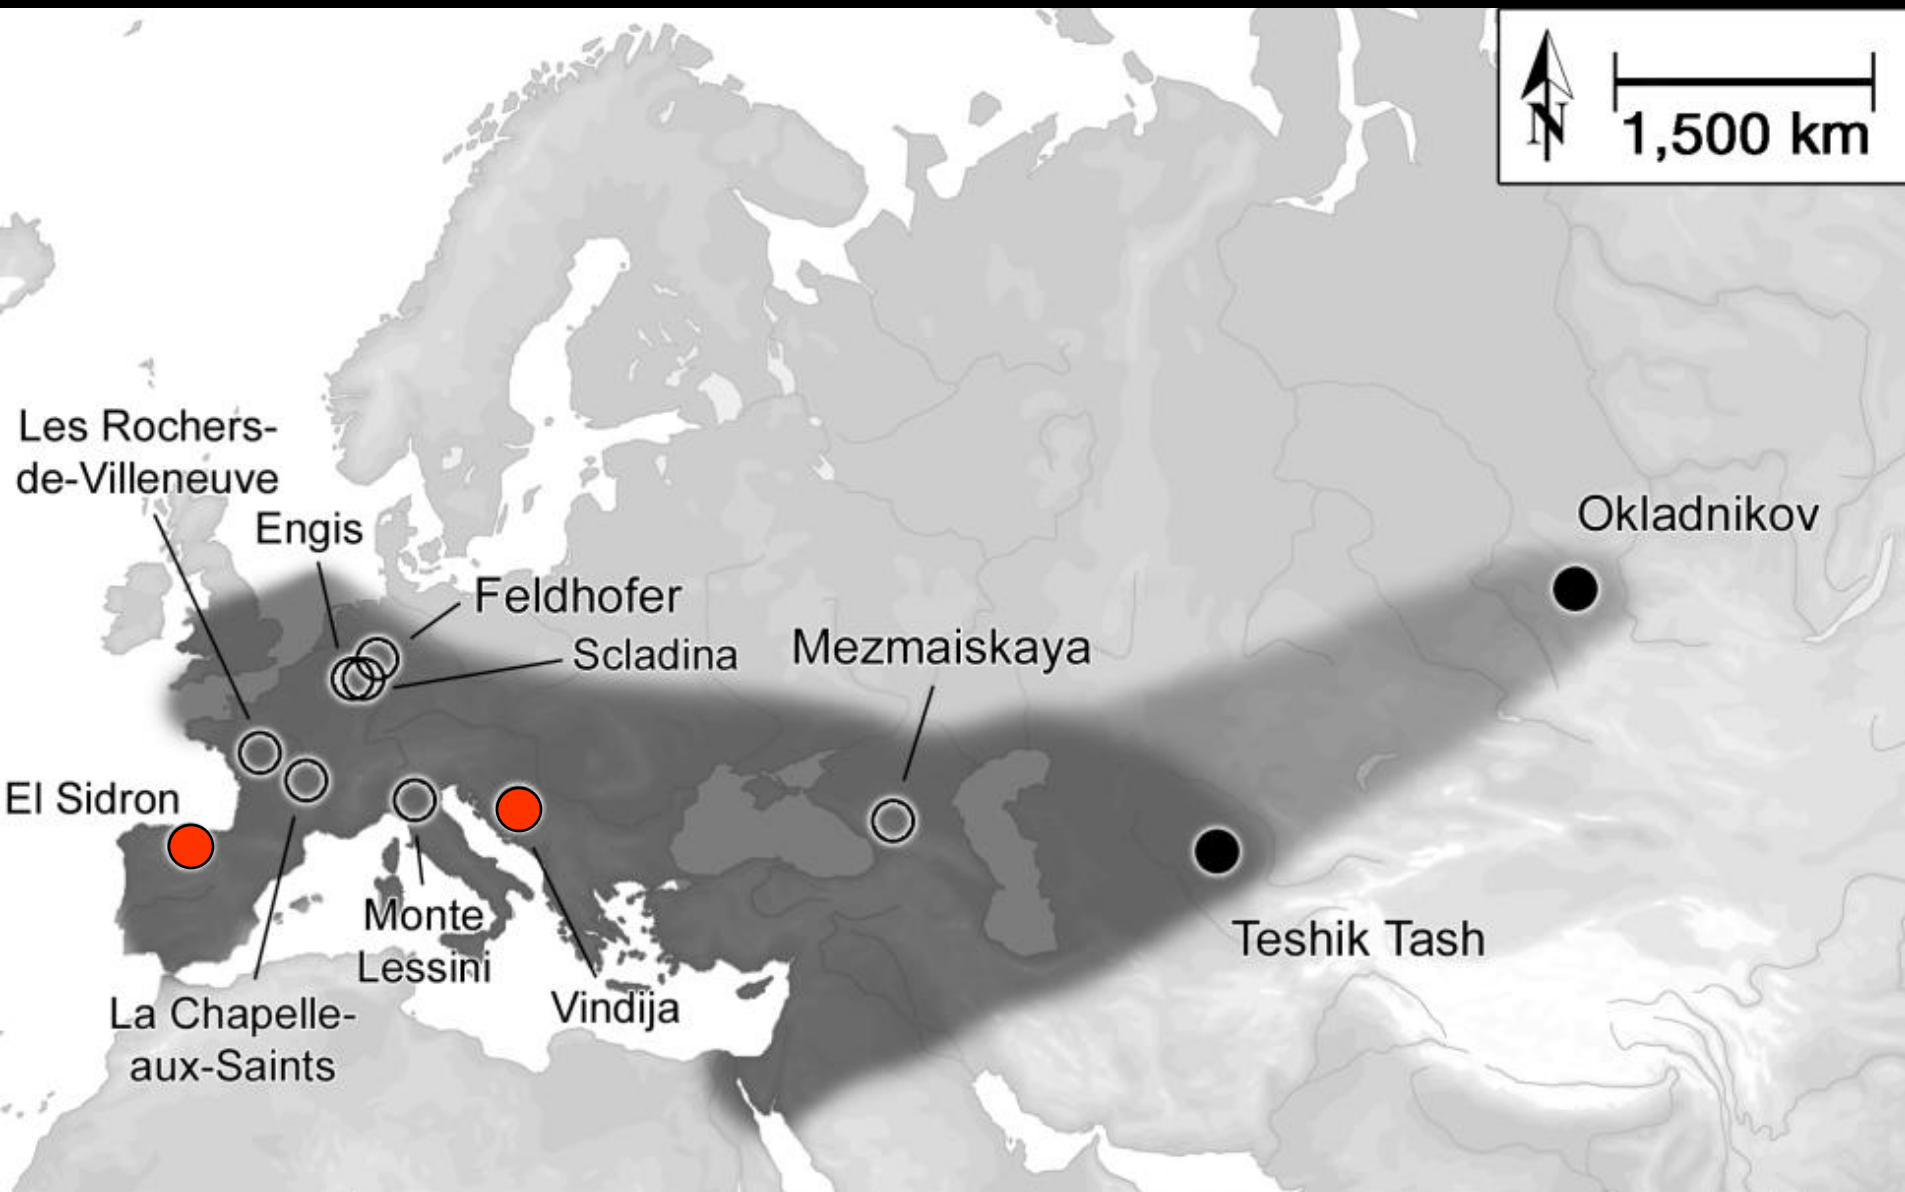 N
1,500 km
Les Rochers-
de-Villeneuve
Engis
Feldhofer
Scladina
Mezmaiskaya
Okladnikov
El Sidron
Monte
Lessini
Vindija
Teshik Tash
La Chapelle-
aux-Saints